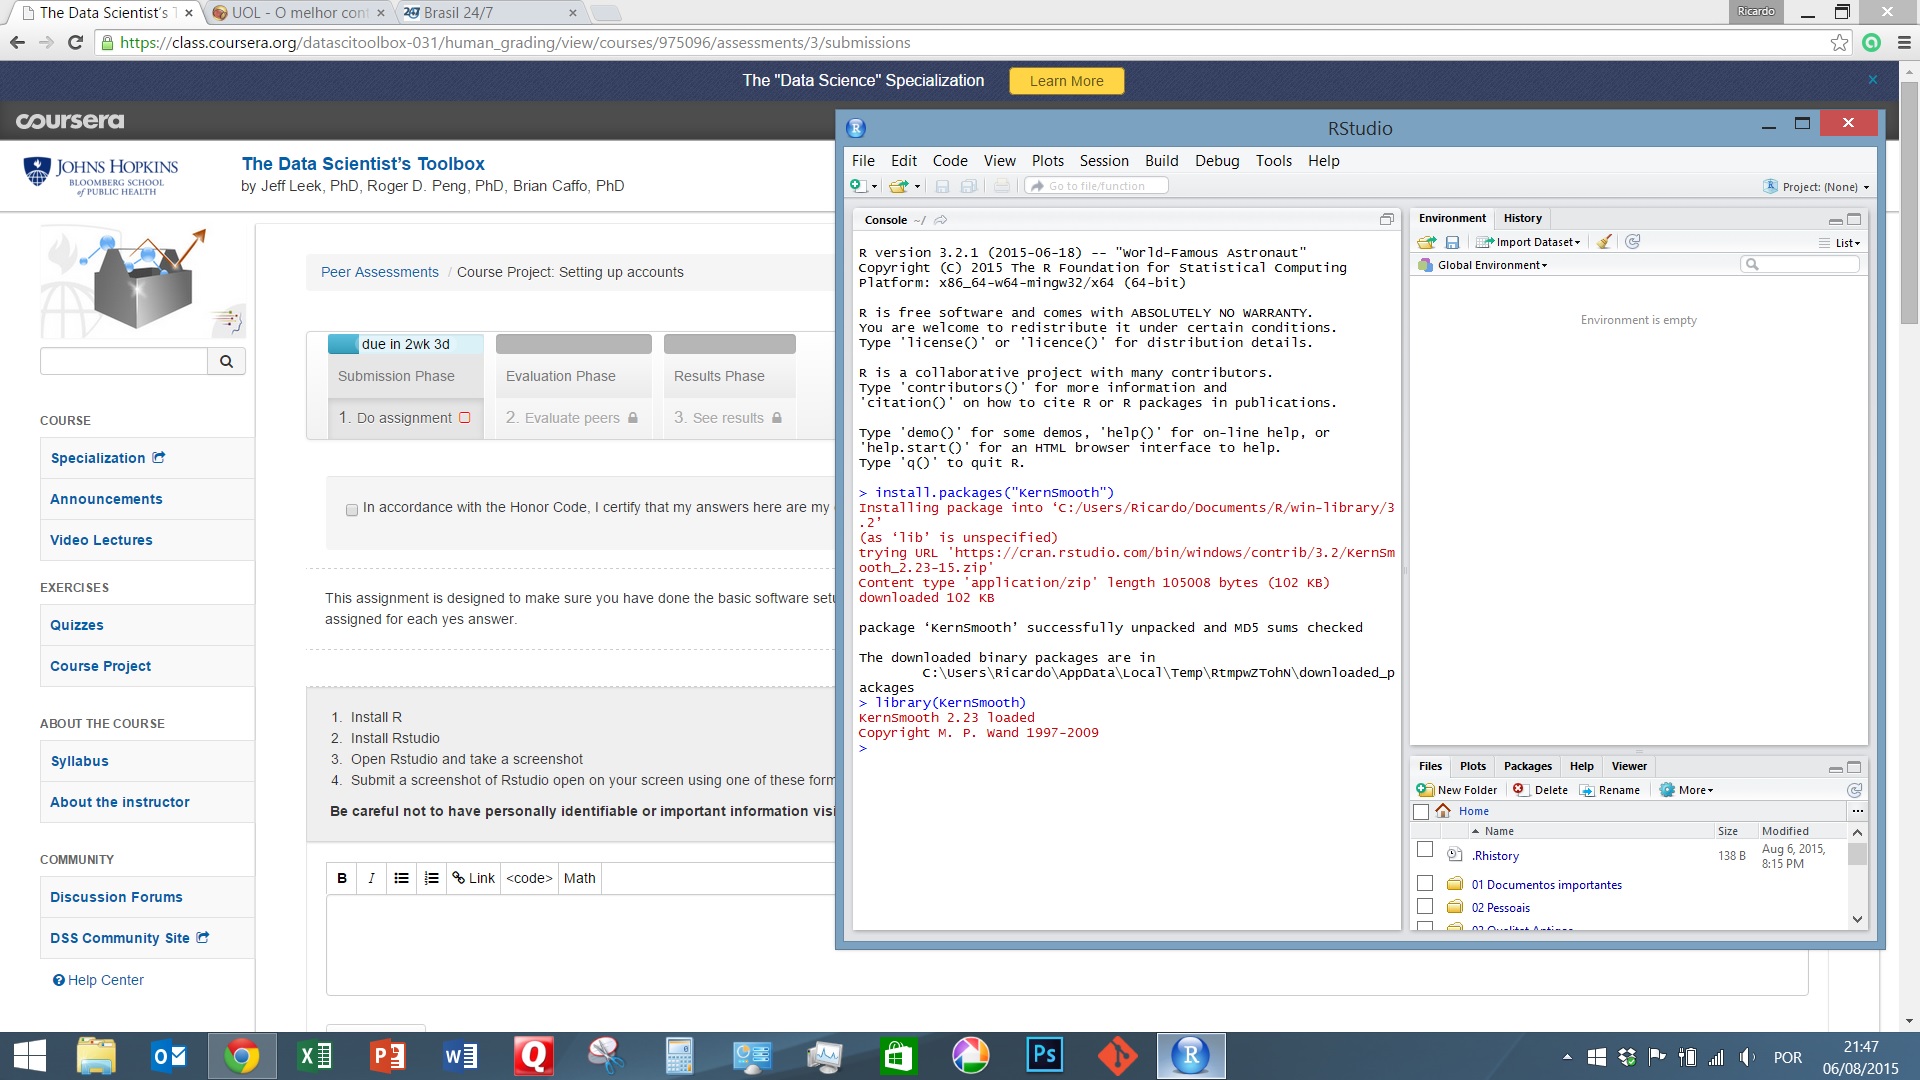 The Data Scientist's T
UOL - O melhor cont
Brasil 24/7
Ricardo
https://class.coursera.org/datascitoolbox-031/human_grading/view/courses/975096/assessments/3/submissions
The "Data Science" Specialization
Learn More
coursera
JOHNS HOPKINS
BLOOMBERG SCHOOL
of PUBLIC HEALTH
The Data Scientist's Toolbox
by Jeff Leek, PhD, Roger D. Peng, PhD, Brian Caffo, PhD
COURSE
Specialization
Announcements
Video Lectures
EXERCISES
Quizzes
Course Project
ABOUT THE COURSE
Syllabus
About the instructor
COMMUNITY
Discussion Forums
DSS Community Site
Help Center
Peer Assessments / Course Project: Setting up accounts
due in 2wk 3d
Submission Phase
Evaluation Phase
Results Phase
1. Do assignment
2. Evaluate peers
3. See results
In accordance with the Honor Code, I certify that my answers here are my
This assignment is designed to make sure you have done the basic software setu
assigned for each yes answer.
1. Install R
2. Install Rstudio
3. Open Rstudio and take a screenshot
4. Submit a screenshot of Rstudio open on your screen using one of these form
Be careful not to have personally identifiable or important information visi
B I Link <code> Math
RStudio
File Edit Code View Plots Session Build Debug Tools Help
Go to file/function
Project: (None)
Console ~/
R version 3.2.1 (2015-06-18) -- "World-Famous Astronaut"
Copyright (C) 2015 The R Foundation for Statistical Computing
Platform: x86_64-w64-mingw32/x64 (64-bit)
R is free software and comes with ABSOLUTELY NO WARRANTY.
You are welcome to redistribute it under certain conditions.
Type 'license()' or 'licence()' for distribution details.
R is a collaborative project with many contributors.
Type 'contributors()' for more information and
'citation()' on how to cite R or R packages in publications.
Type 'demo()' for some demos, 'help()' for on-line help, or
'help.start()' for an HTML browser interface to help.
Type 'q()' to quit R.
> install.packages("KernSmooth")
Installing package into ‘C:/Users/Ricardo/Documents/R/win-library/3
.2’
(as ‘lib’ is unspecified)
trying URL 'https://cran.rstudio.com/bin/windows/contrib/3.2/KernSm
ooth_2.23-15.zip'
Content type 'application/zip' length 105008 bytes (102 KB)
downloaded 102 KB
package ‘KernSmooth’ successfully unpacked and MD5 sums checked
The downloaded binary packages are in
C:\Users\Ricardo\AppData\Local\Temp\RtmpwZTohN\downloaded_p
ackages
> library(KernSmooth)
KernSmooth 2.23 loaded
Copyright M. P. Wand 1997-2009
>
Environment History
Import Dataset
List
Global Environment
Environment is empty
Files Plots Packages Help Viewer
New Folder Delete Rename More
Home
Name Size Modified
.Rhistory 138 B Aug 6, 2015,
8:15 PM
01 Documentos importantes
02 Pessoais
POR
21:47
06/08/2015